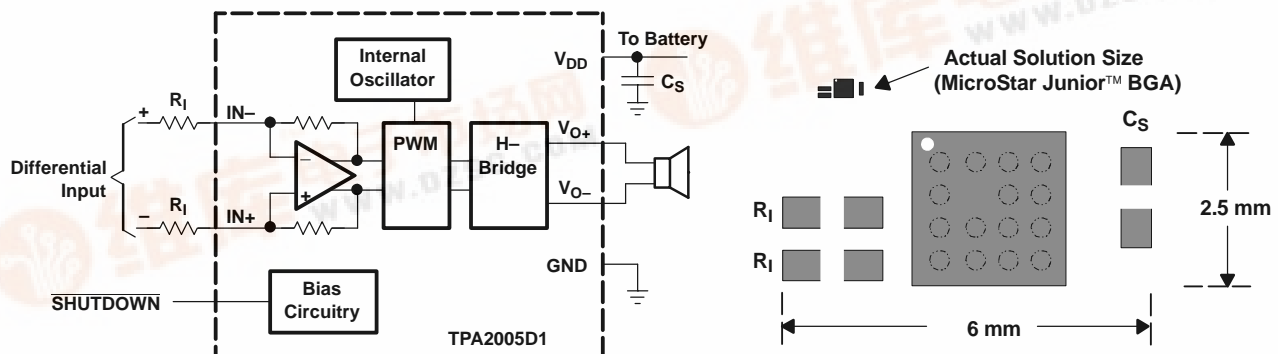 Internal
Oscillator
To Battery
VDD
CS
Actual Solution Size
(MicroStar Junior™ BGA)
CS
+
RI
IN–
Differential
Input
–
RI
IN+
–
+
PWM
H–
Bridge
VO+
VO–
GND
SHUTDOWN
Bias
Circuitry
TPA2005D1
RI
RI
2.5 mm
6 mm